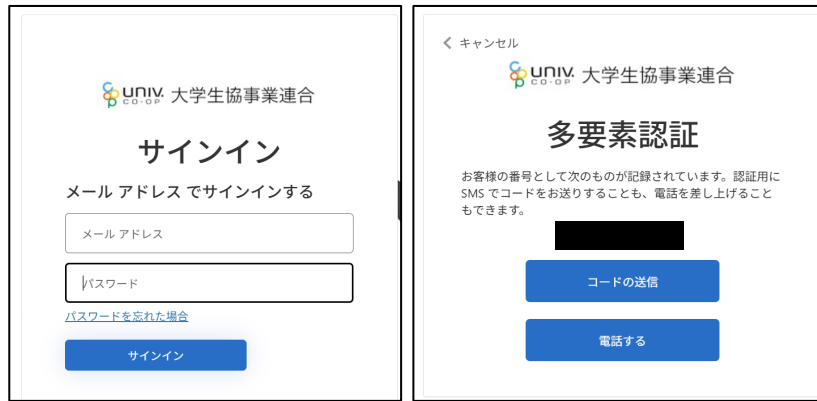 UNIV. CO-OP 大学生協事業連合
サインイン
メール アドレス でサインインする
メール アドレス
パスワード
パスワードを忘れた場合
サインイン
キャンセル
UNIV. CO-OP 大学生協事業連合
多要素認証
お客様の番号として次のものが記録されています。認証用に
SMS でコードをお送りすることも、電話を差し上げること
もできます。
コードの送信
電話する